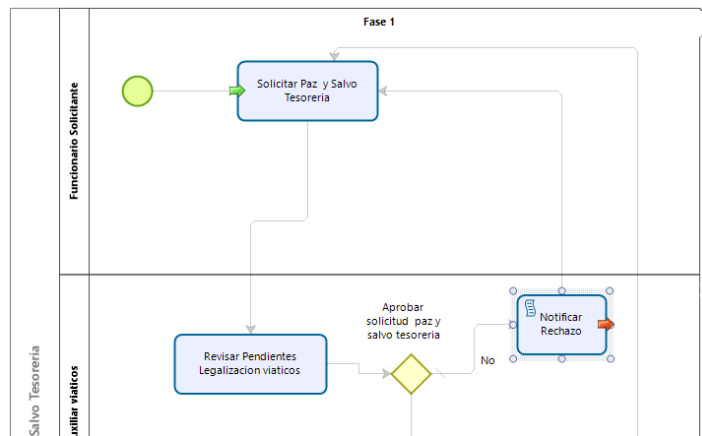 Fase 1
Funcionario Solicitante
Solicitar Paz y Salvo
Tesoreria
Salvo Tesoreria
viaticos
Revisar Pendientes
Legalizacion viaticos
Aprobar
solicitud paz y
salvo tesoreria
No
Notificar
Rechazo